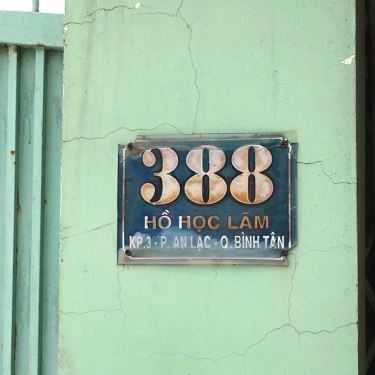 388
HỒ HỌC LÃM
KP.3 - P. AN LẠC - Q. BÌNH TÂN